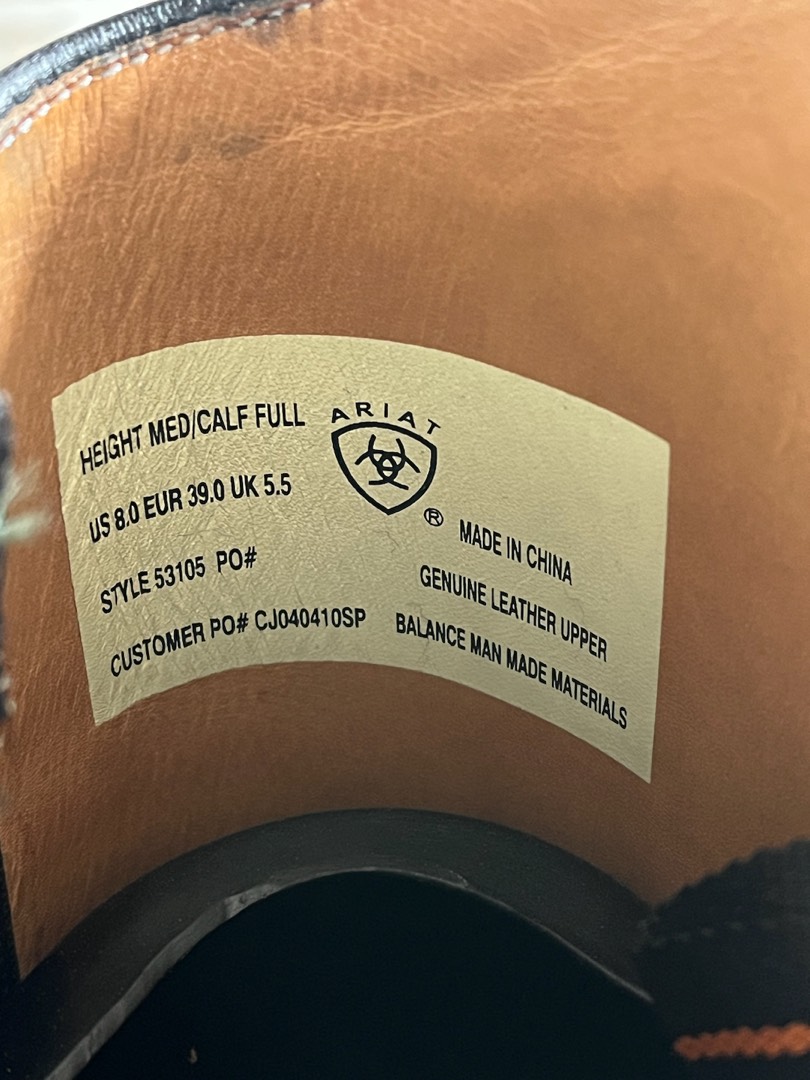 HEIGHT MED/CALF FULL
US 8.0 EUR 39.0 UK 5.5
STYLE 53105 PO#
CUSTOMER PO# CJ040410SP
ARIAT
®
MADE IN CHINA
GENUINE LEATHER UPPER
BALANCE MAN MADE MATERIALS